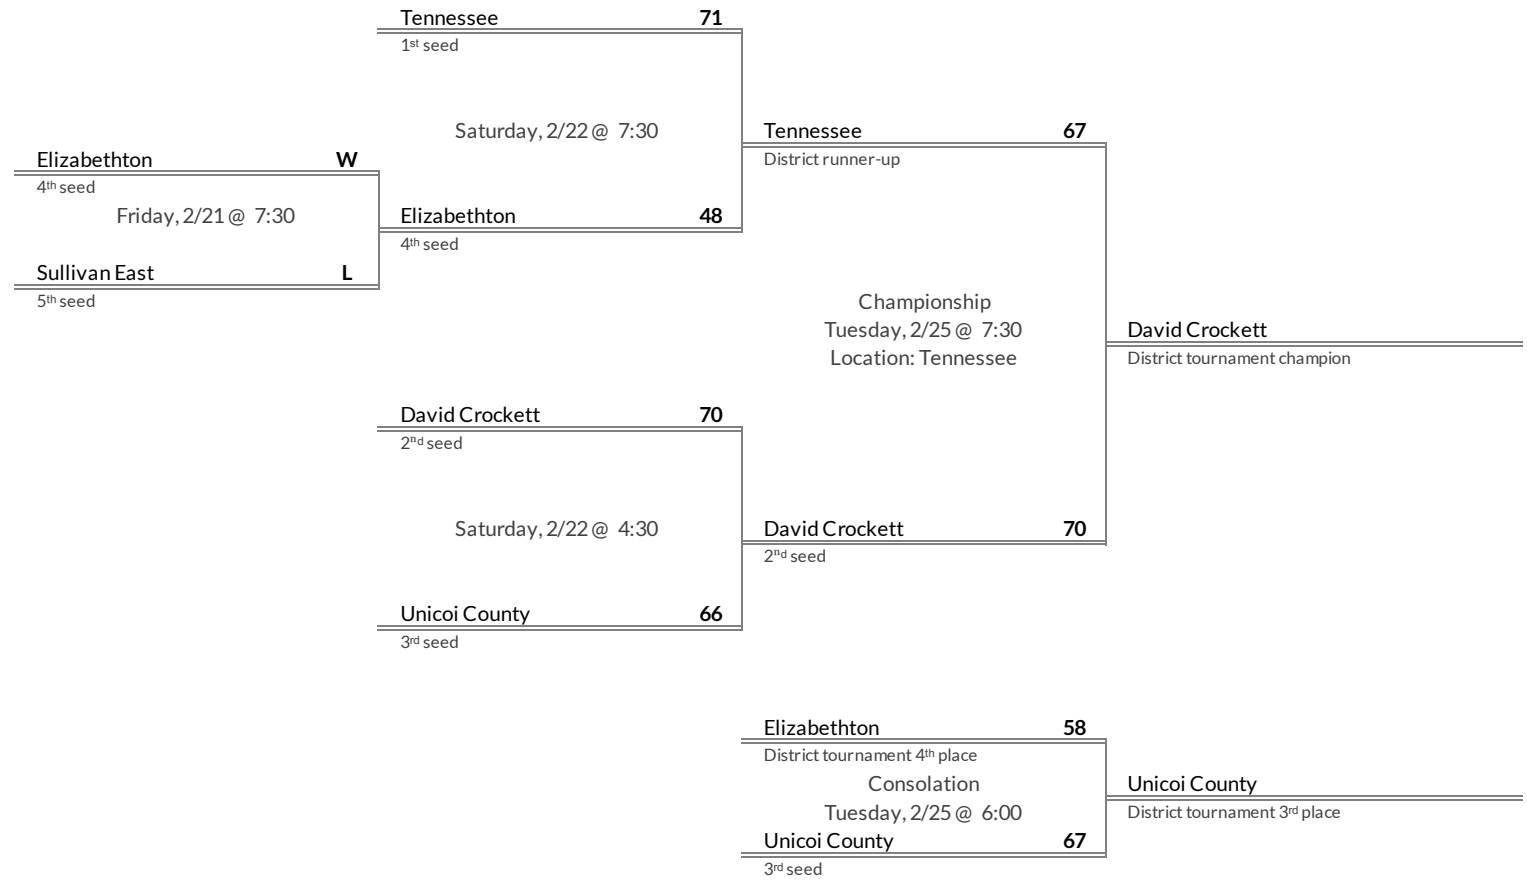 Tennessee 71
1st seed
Saturday, 2/22 @ 7:30
Tennessee 67
District runner-up
Elizabethton W
4th seed
Friday, 2/21 @ 7:30
Elizabethton 48
4th seed
Sullivan East L
5th seed
Championship
Tuesday, 2/25 @ 7:30
Location: Tennessee
David Crockett
District tournament champion
David Crockett 70
2nd seed
Saturday, 2/22 @ 4:30
David Crockett 70
2nd seed
Unicoi County 66
3rd seed
Elizabethton 58
District tournament 4th place
Consolation
Tuesday, 2/25 @ 6:00
Unicoi County
District tournament 3rd place
Unicoi County 67
3rd seed